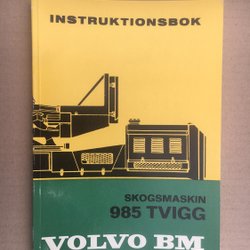 INSTRUKTIONSBOK
SKOGSMASKIN
985 TVIGG
VOLVO BM